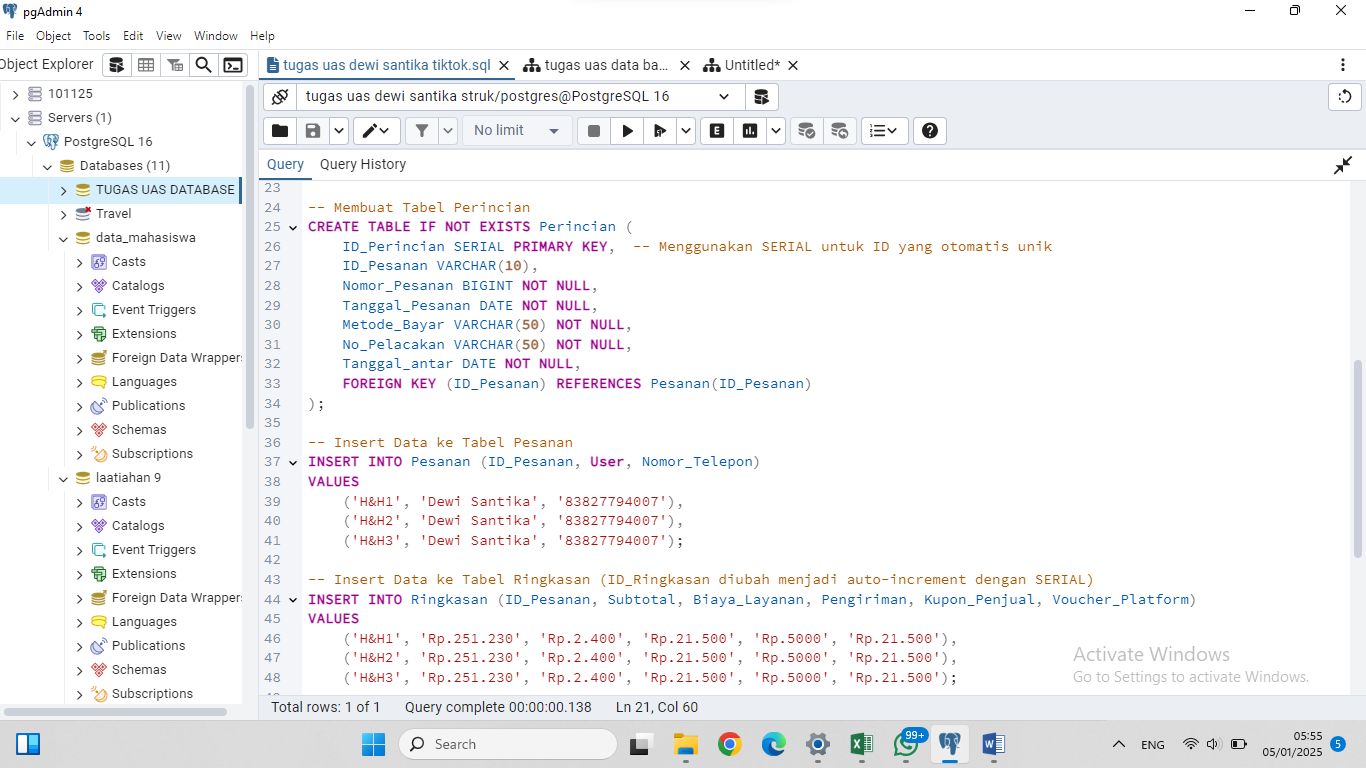 pgAdmin 4
File Object Tools Edit View Window Help
Object Explorer
tugas uas dewi santika tiktok.sql
tugas uas data ba...
Untitled*
101125
Servers (1)
PostgreSQL 16
Databases (11)
TUGAS UAS DATABASE
Travel
data_mahasiswa
Casts
Catalogs
Event Triggers
Extensions
Foreign Data Wrappers
Languages
Publications
Schemas
Subscriptions
laatiahan 9
Casts
Catalogs
Event Triggers
Extensions
Foreign Data Wrappers
Languages
Publications
Schemas
Subscriptions
tugas uas dewi santika struk/postgres@PostgreSQL 16
No limit
E
Query Query History
23
24 -- Membuat Tabel Perincian
25 CREATE TABLE IF NOT EXISTS Perincian (
26 ID_Perincian SERIAL PRIMARY KEY, -- Menggunakan SERIAL untuk ID yang otomatis unik
27 ID_Pesanan VARCHAR(10),
28 Nomor_Pesanan BIGINT NOT NULL,
29 Tanggal_Pesanan DATE NOT NULL,
30 Metode_Bayar VARCHAR(50) NOT NULL,
31 No_Pelacakan VARCHAR(50) NOT NULL,
32 Tanggal_antar DATE NOT NULL,
33 FOREIGN KEY (ID_Pesanan) REFERENCES Pesanan(ID_Pesanan)
34 );
35
36 -- Insert Data ke Tabel Pesanan
37 INSERT INTO Pesanan (ID_Pesanan, User, Nomor_Telepon)
38 VALUES
39 ('H&H1', 'Dewi Santika', '83827794007'),
40 ('H&H2', 'Dewi Santika', '83827794007'),
41 ('H&H3', 'Dewi Santika', '83827794007');
42
43 -- Insert Data ke Tabel Ringkasan (ID_Ringkasan diubah menjadi auto-increment dengan SERIAL)
44 INSERT INTO Ringkasan (ID_Pesanan, Subtotal, Biaya_Layanan, Pengiriman, Kupon_Penjual, Voucher_Platform)
45 VALUES
46 ('H&H1', 'Rp.251.230', 'Rp.2.400', 'Rp.21.500', 'Rp.5000', 'Rp.21.500'),
47 ('H&H2', 'Rp.251.230', 'Rp.2.400', 'Rp.21.500', 'Rp.5000', 'Rp.21.500'),
48 ('H&H3', 'Rp.251.230', 'Rp.2.400', 'Rp.21.500', 'Rp.5000', 'Rp.21.500');
Activate Windows
Go to Settings to activate Windows.
Total rows: 1 of 1 Query complete 00:00:00.138 Ln 21, Col 60
Search
99+
ENG
05:55
05/01/2025
5